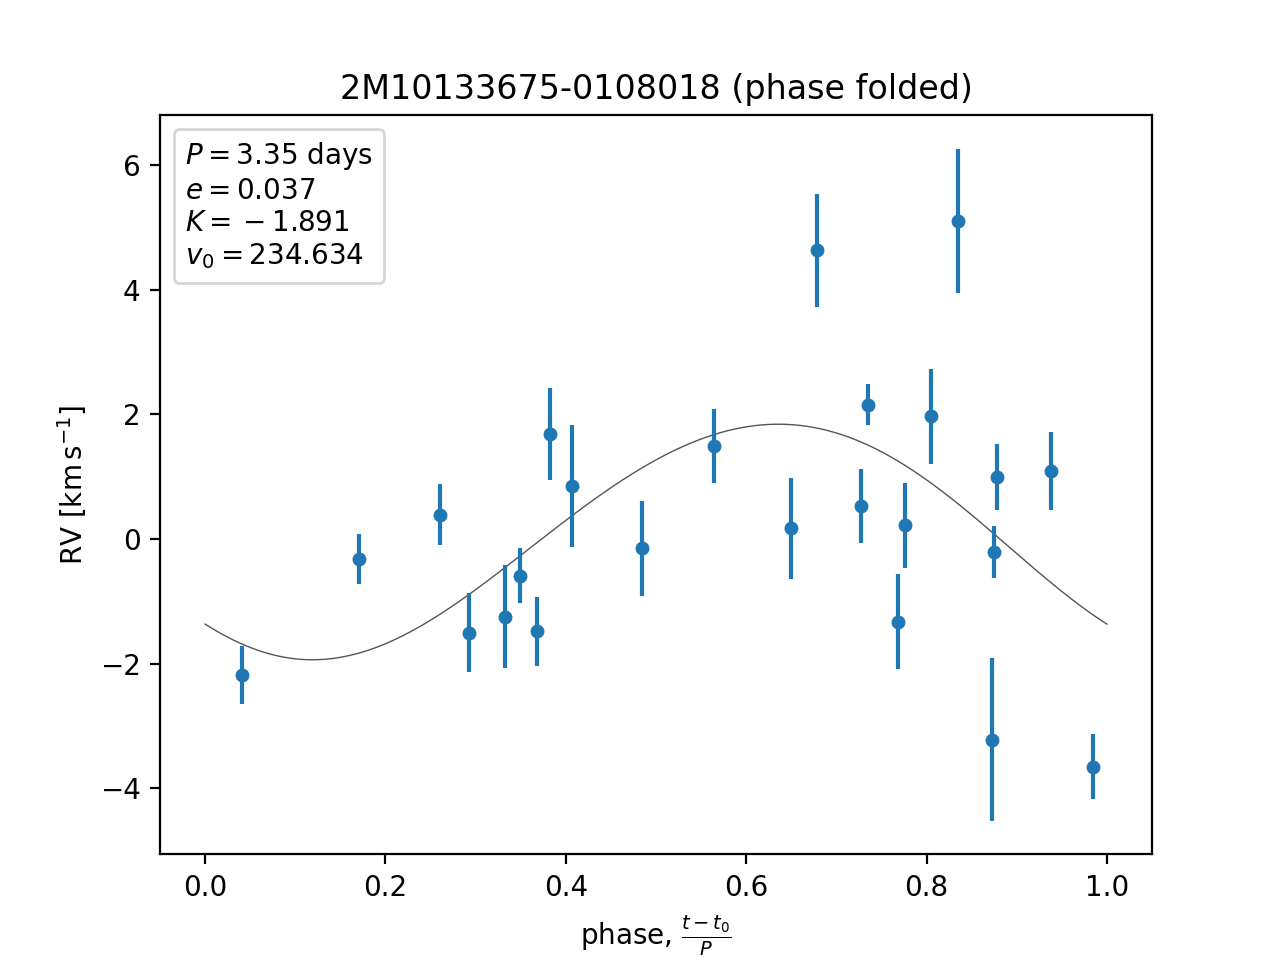 2M10133675-0108018 (phase folded)
P = 3.35 days
e = 0.037
K = −1.891
v₀ = 234.634
6
4
2
0
−2
−4
RV [km s⁻¹]
0.0 0.2 0.4 0.6 0.8 1.0
phase, (t − t₀)/P